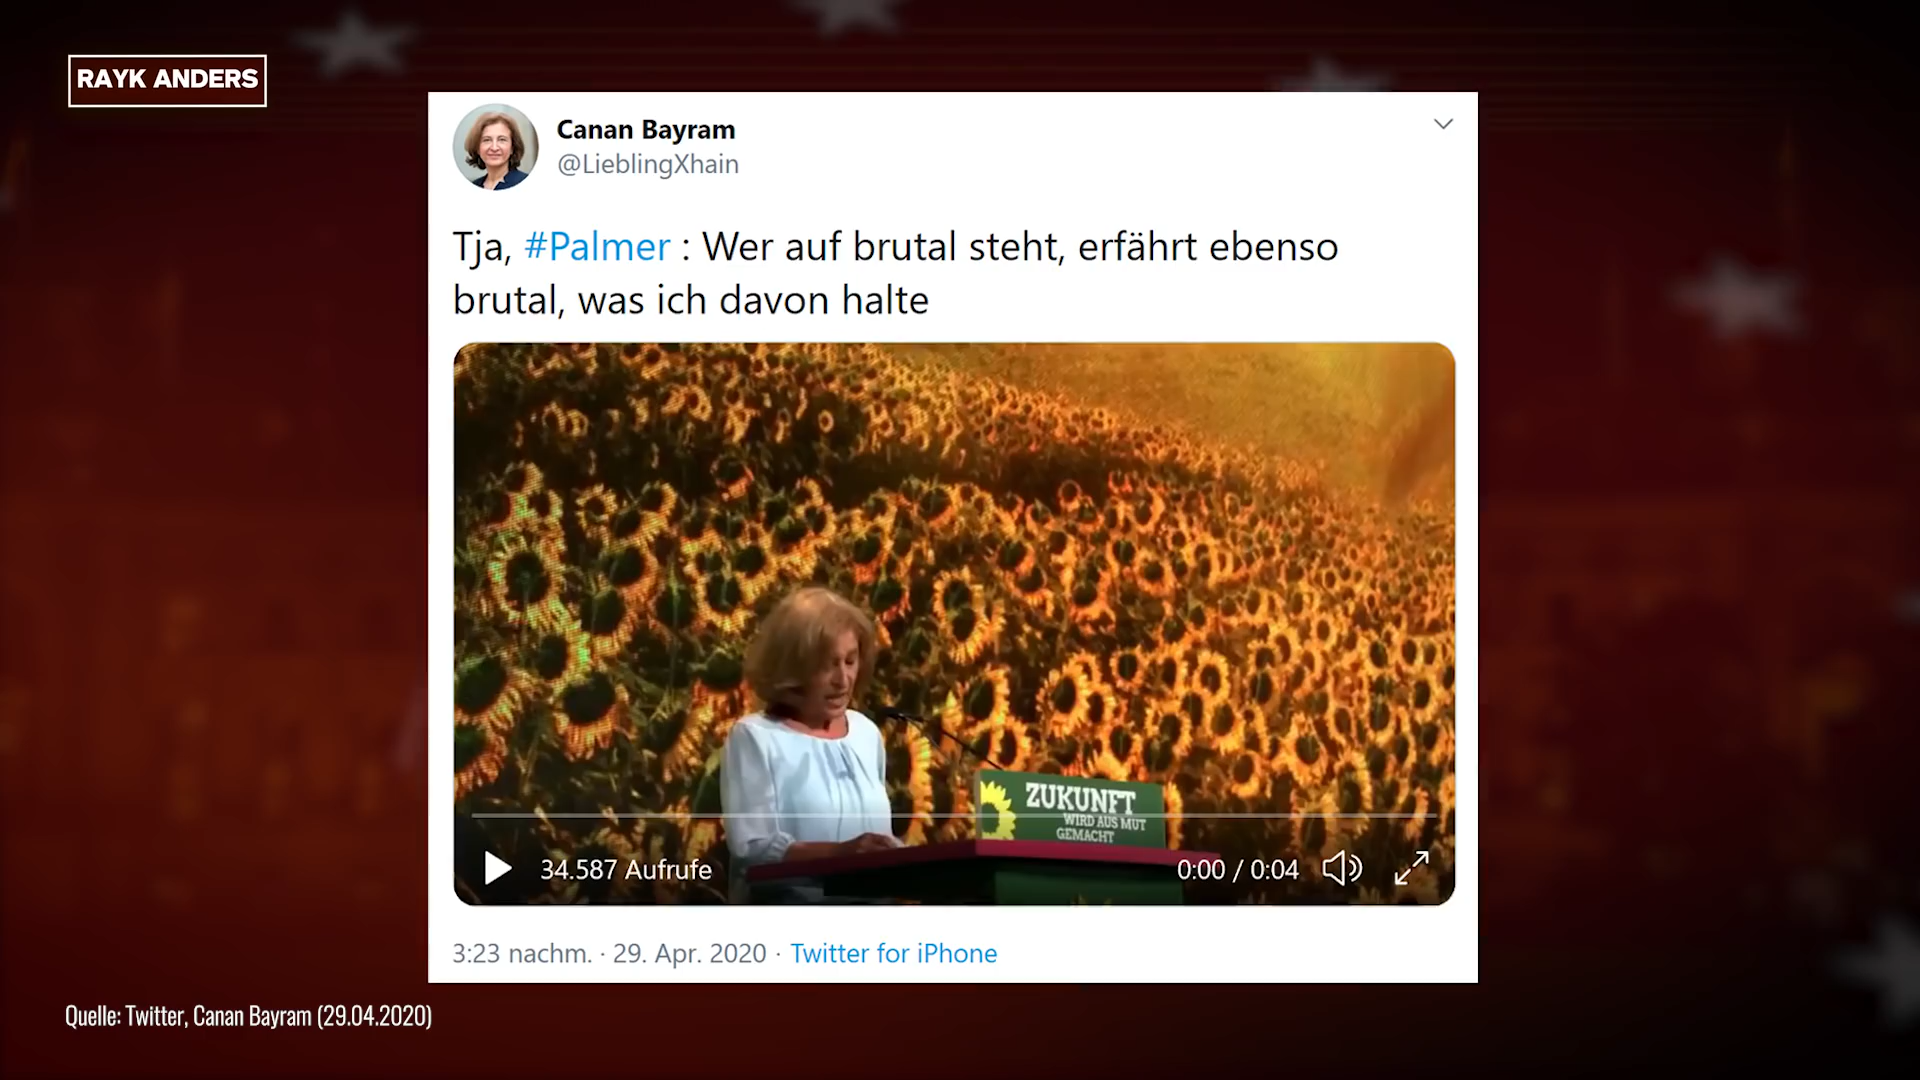 RAYK ANDERS
Canan Bayram
@LieblingXhain
Tja, #Palmer : Wer auf brutal steht, erfährt ebenso
brutal, was ich davon halte
ZUKUNFT
WIRD AUS MUT
GEMACHT
34.587 Aufrufe
0:00 / 0:04
3:23 nachm. · 29. Apr. 2020 · Twitter for iPhone
Quelle: Twitter, Canan Bayram (29.04.2020)